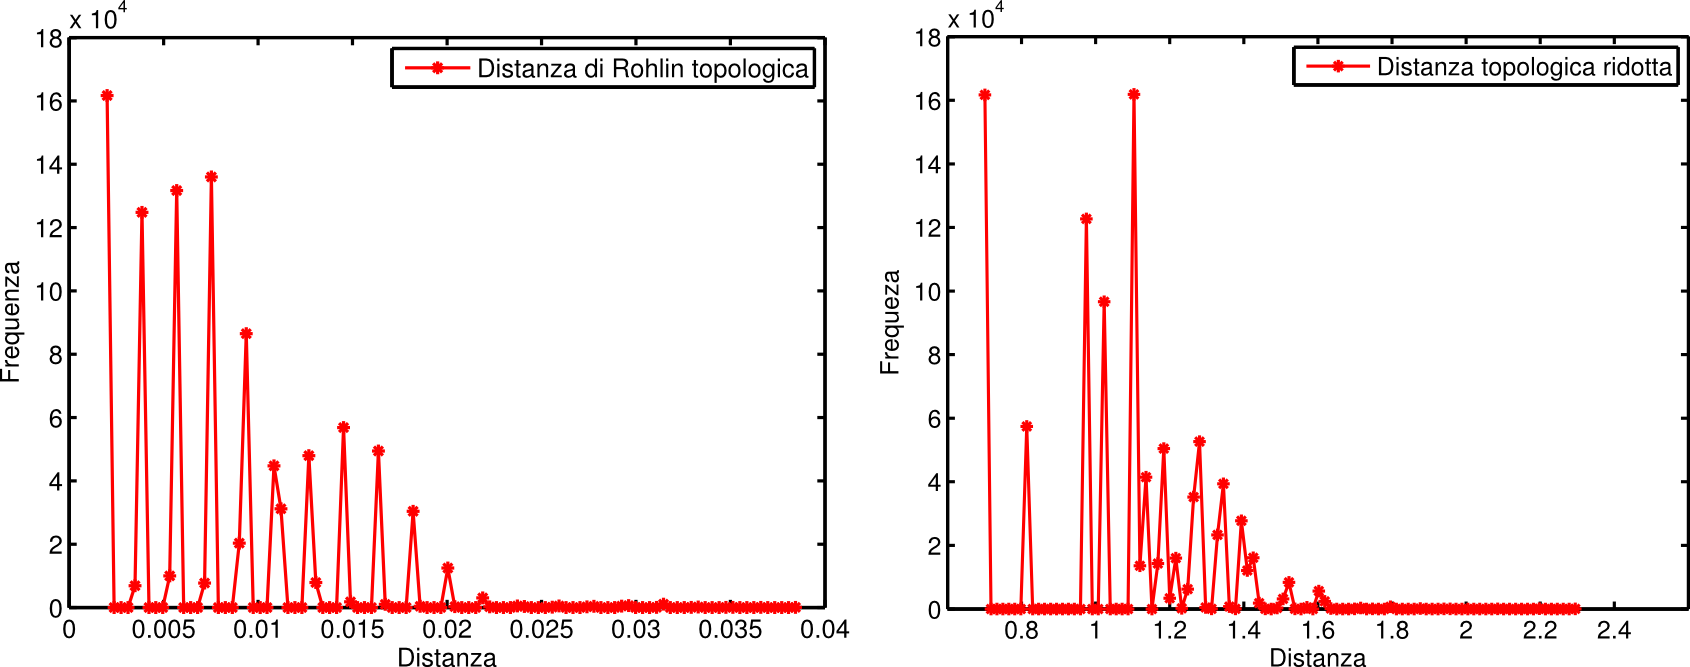 x 10^4
18
16
14
12
10
8
6
4
2
0
Frequenza
Distanza di Rohlin topologica
0 0.005 0.01 0.015 0.02 0.025 0.03 0.035 0.04
Distanza
x 10^4
18
16
14
12
10
8
6
4
2
0
Frequeza
Distanza topologica ridotta
0.8 1 1.2 1.4 1.6 1.8 2 2.2 2.4
Distanza